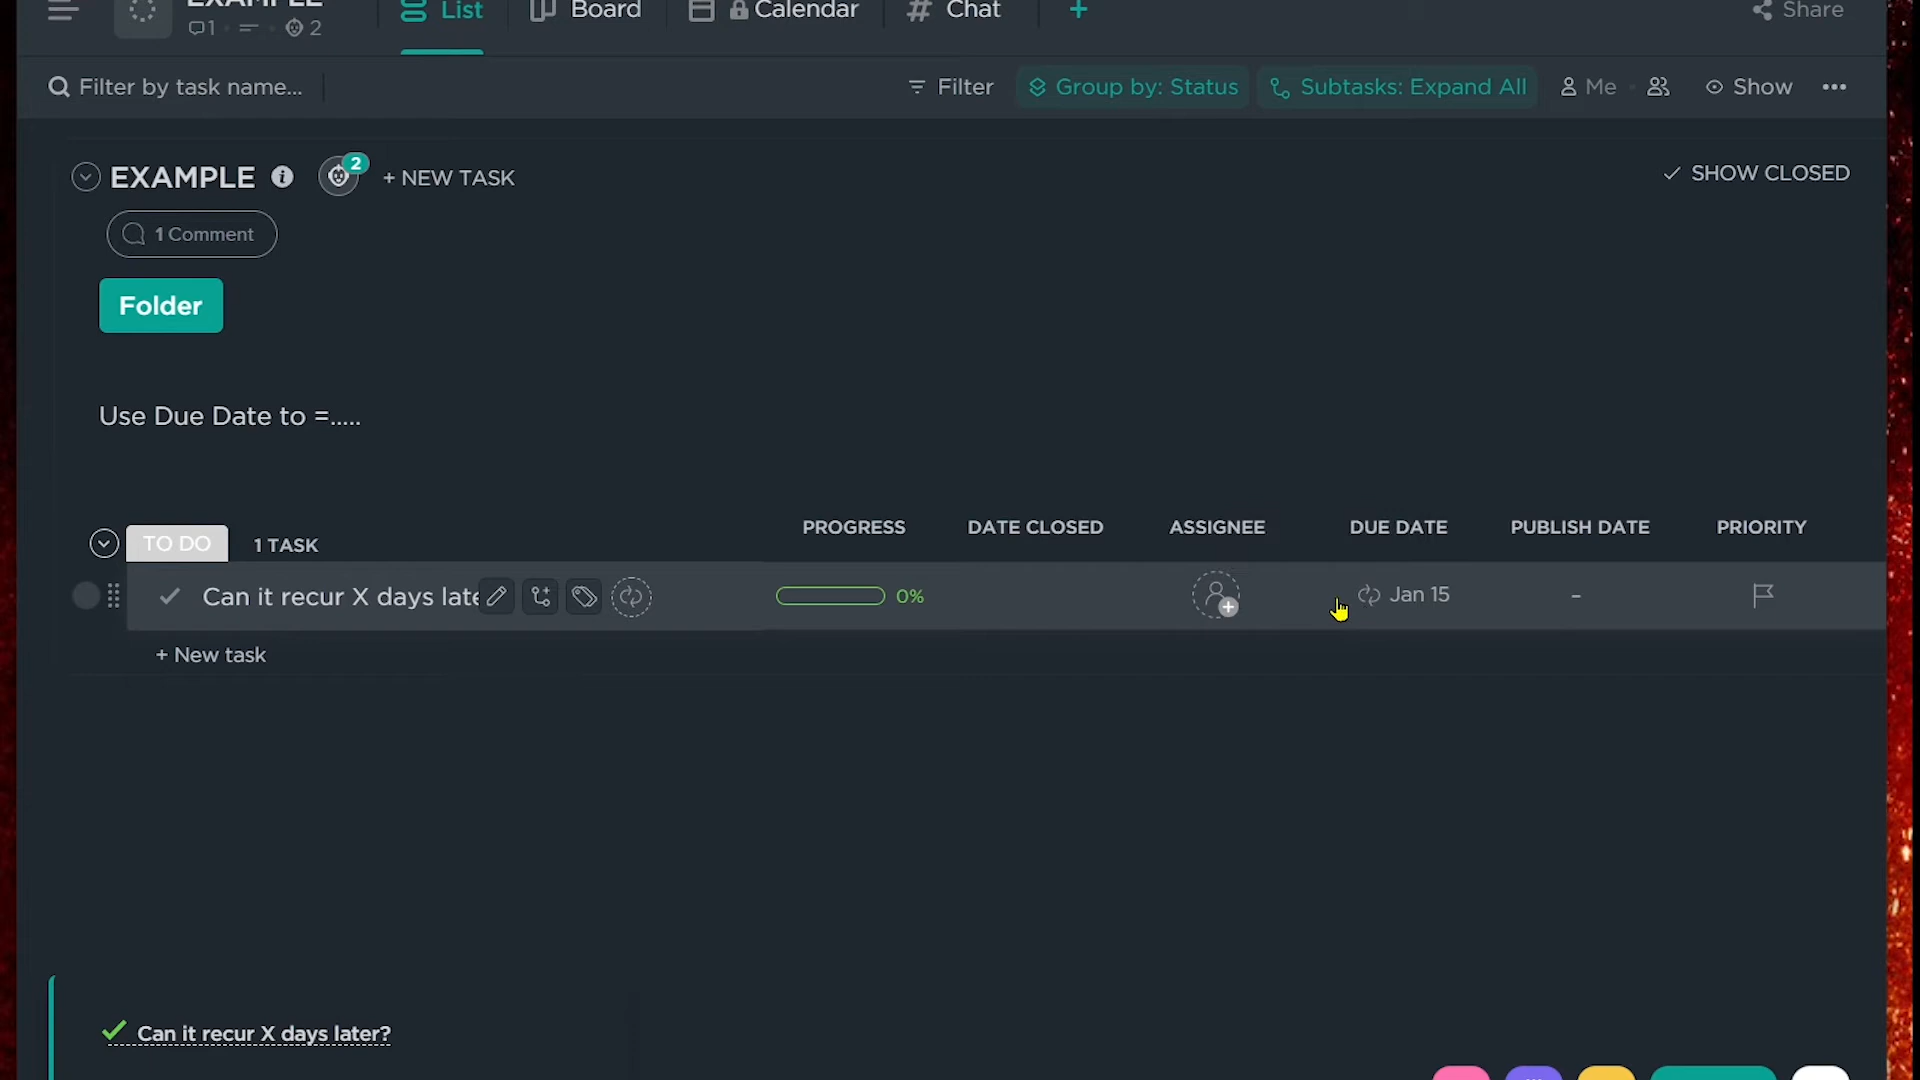 EXAMPLE
List
Board
Calendar
Chat
+
Share
1
2
Filter by task name...
Filter
Group by: Status
Subtasks: Expand All
Me
Show
EXAMPLE
2
+ NEW TASK
SHOW CLOSED
1 Comment
Folder
Use Due Date to =.....
TO DO
1 TASK
PROGRESS
DATE CLOSED
ASSIGNEE
DUE DATE
PUBLISH DATE
PRIORITY
Can it recur X days late
0%
Jan 15
–
+ New task
Can it recur X days later?